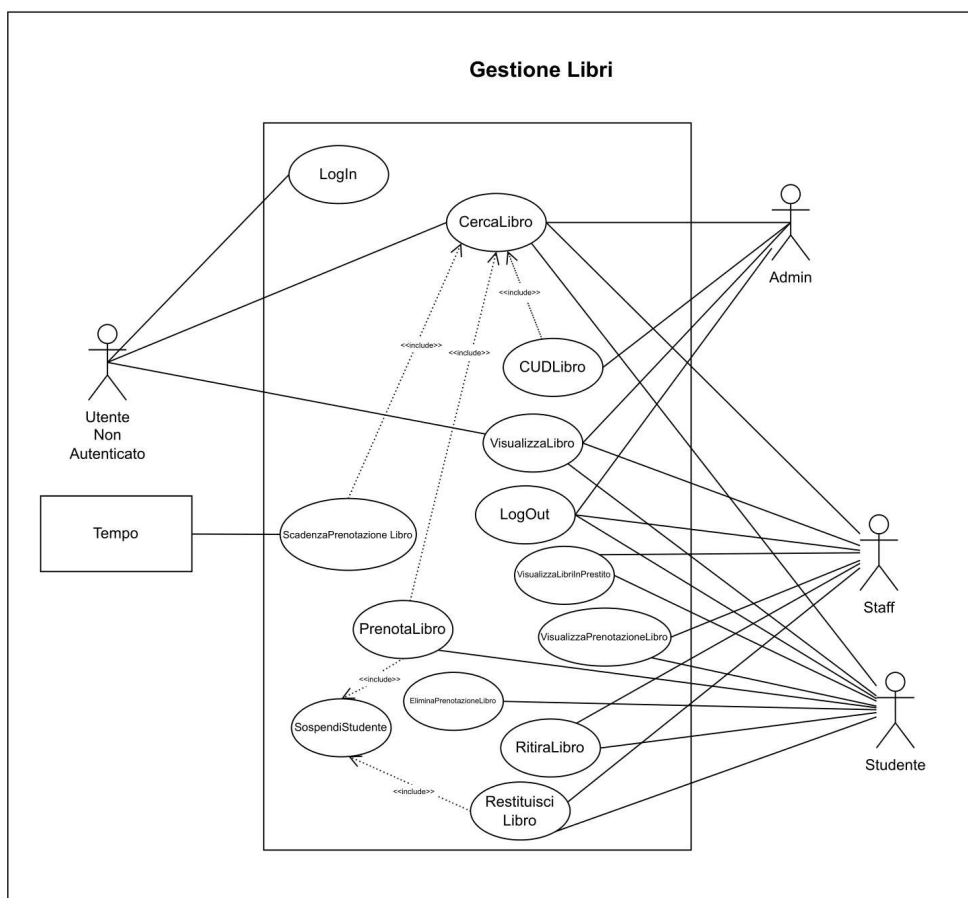 Gestione Libri
LogIn
CercaLibro
Admin
<<include>>
<<include>>
<<include>>
CUDLibro
Utente
Non
Autenticato
VisualizzaLibro
Tempo
ScadenzaPrenotazione Libro
LogOut
VisualizzaLibriInPrestito
Staff
PrenotaLibro
VisualizzaPrenotazioneLibro
<<include>>
EliminaPrenotazioneLibro
SospendiStudente
RitiraLibro
Studente
<<include>>
Restituisci
Libro